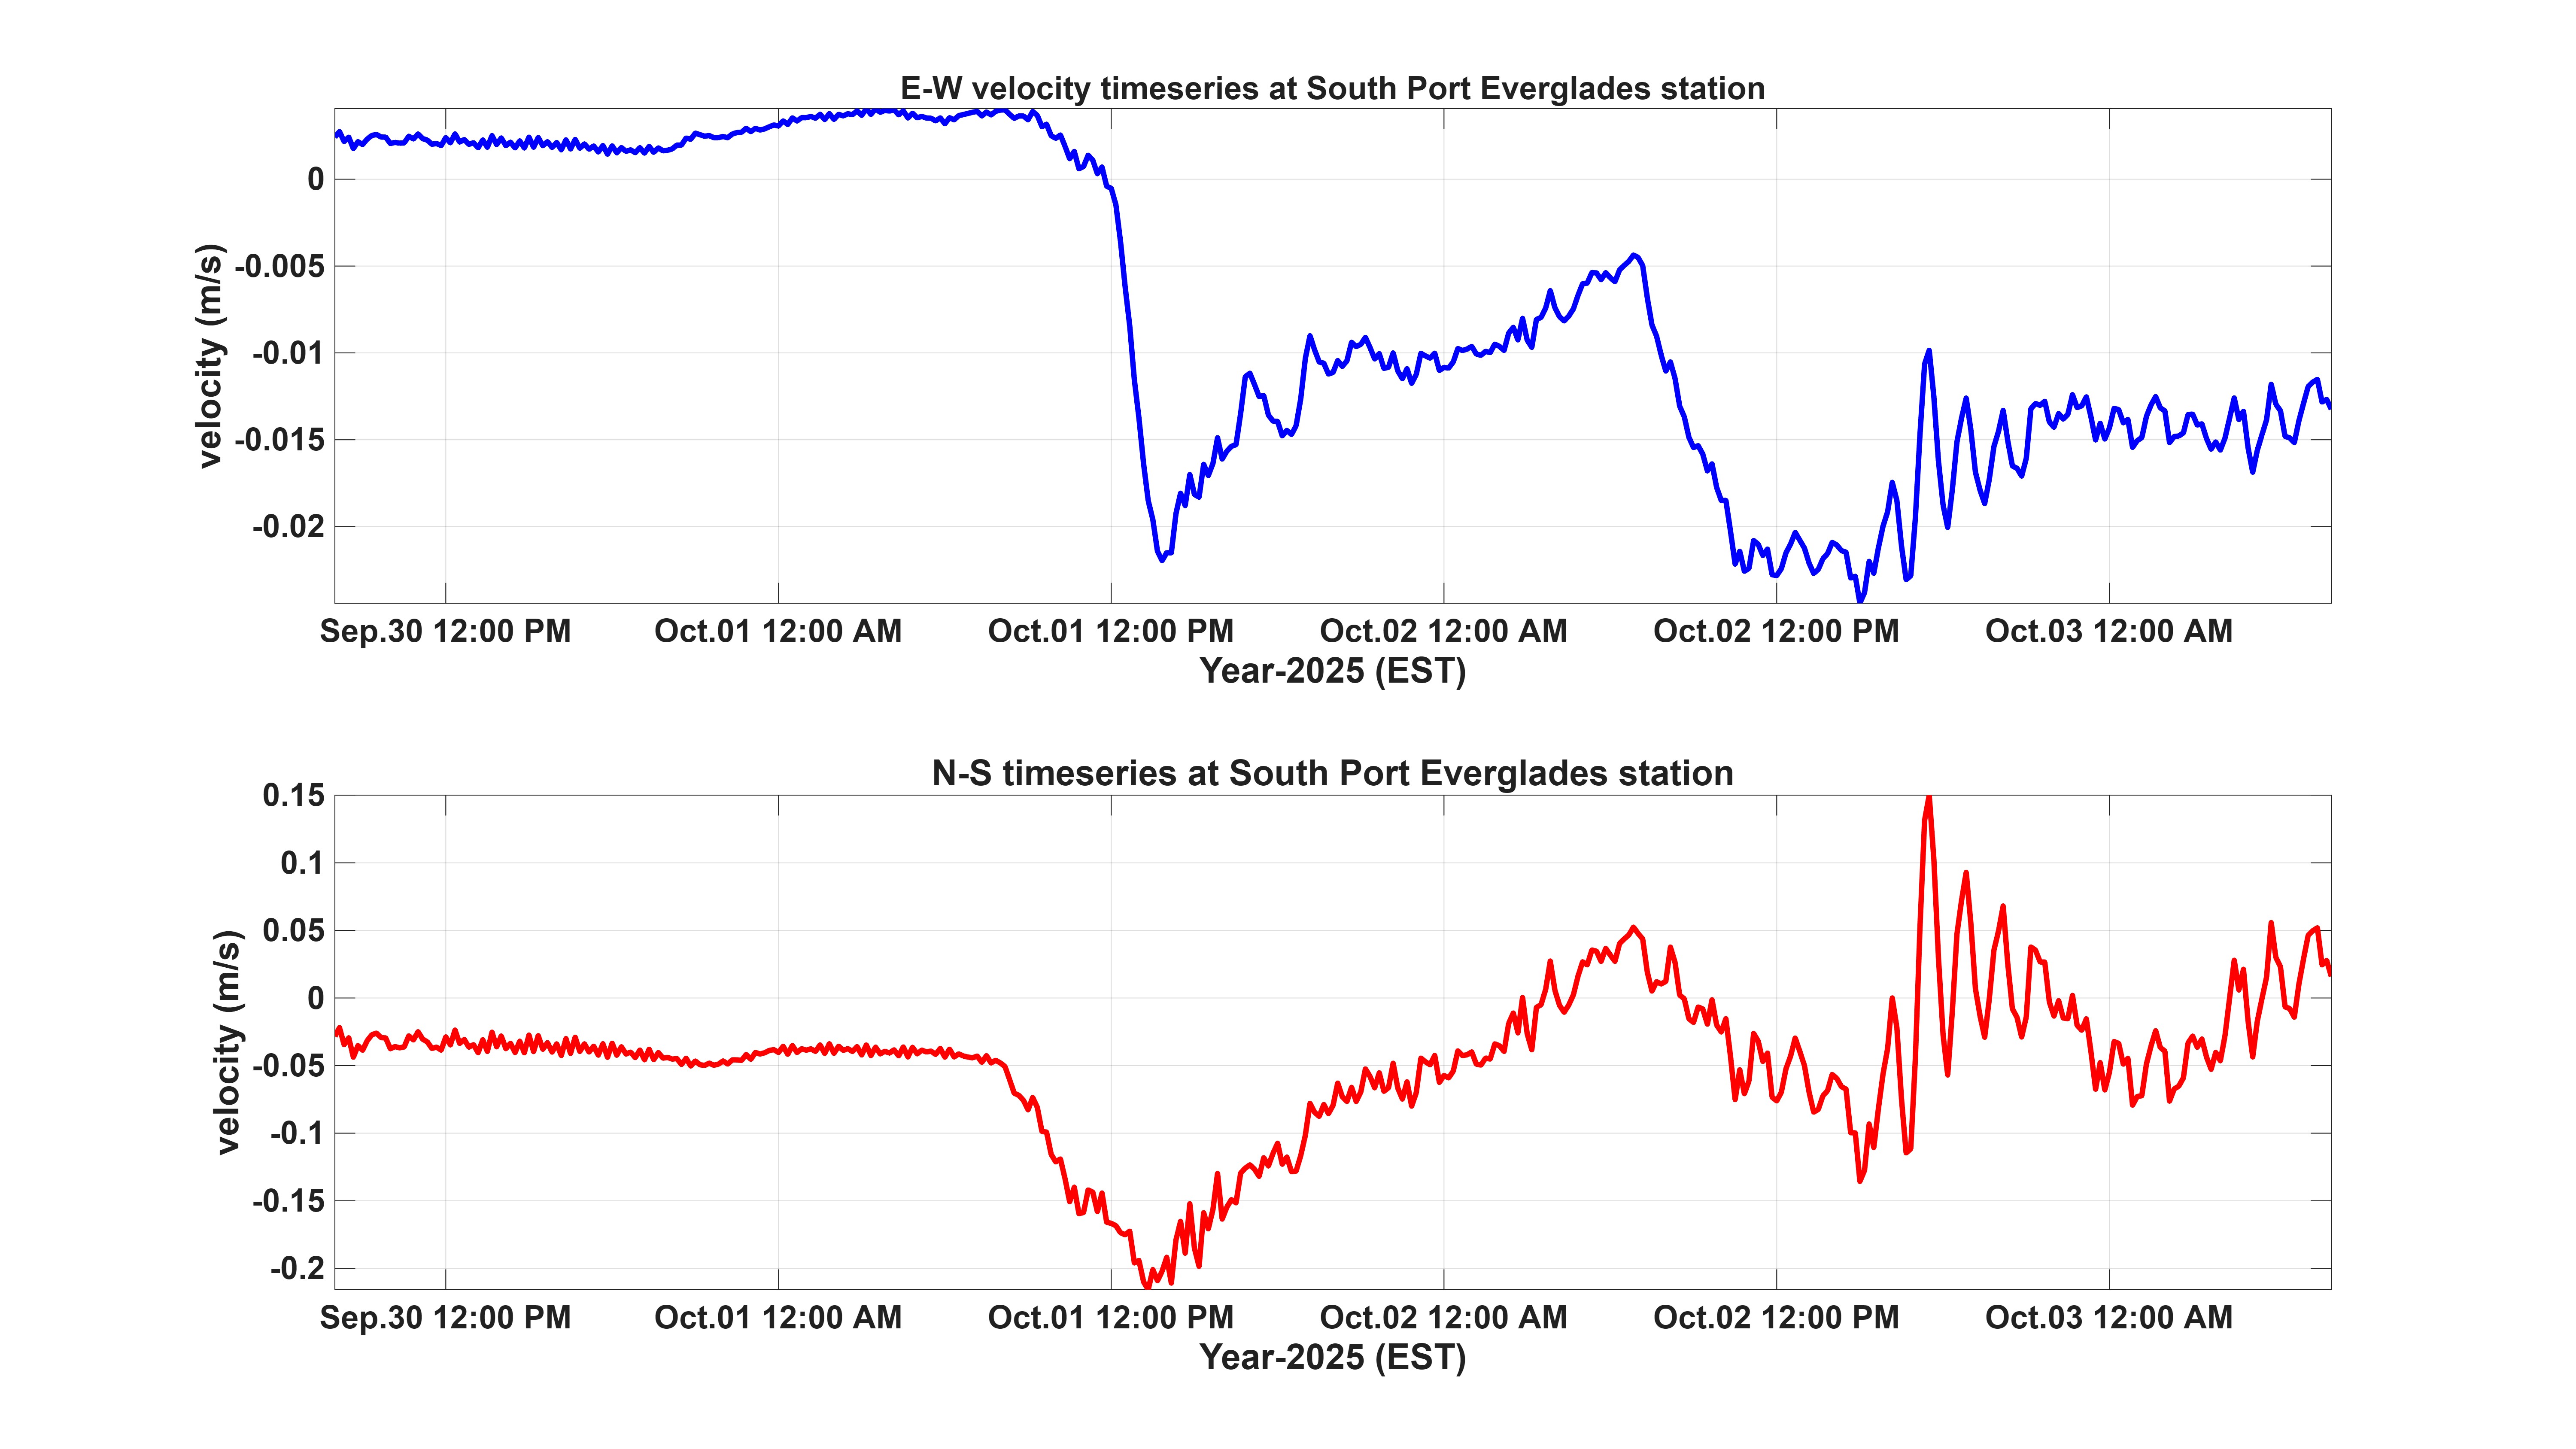 E-W velocity timeseries at South Port Everglades station
velocity (m/s)
0
-0.005
-0.01
-0.015
-0.02
Sep.30 12:00 PM Oct.01 12:00 AM Oct.01 12:00 PM Oct.02 12:00 AM Oct.02 12:00 PM Oct.03 12:00 AM
Year-2025 (EST)
N-S timeseries at South Port Everglades station
velocity (m/s)
0.15
0.1
0.05
0
-0.05
-0.1
-0.15
-0.2
Sep.30 12:00 PM Oct.01 12:00 AM Oct.01 12:00 PM Oct.02 12:00 AM Oct.02 12:00 PM Oct.03 12:00 AM
Year-2025 (EST)